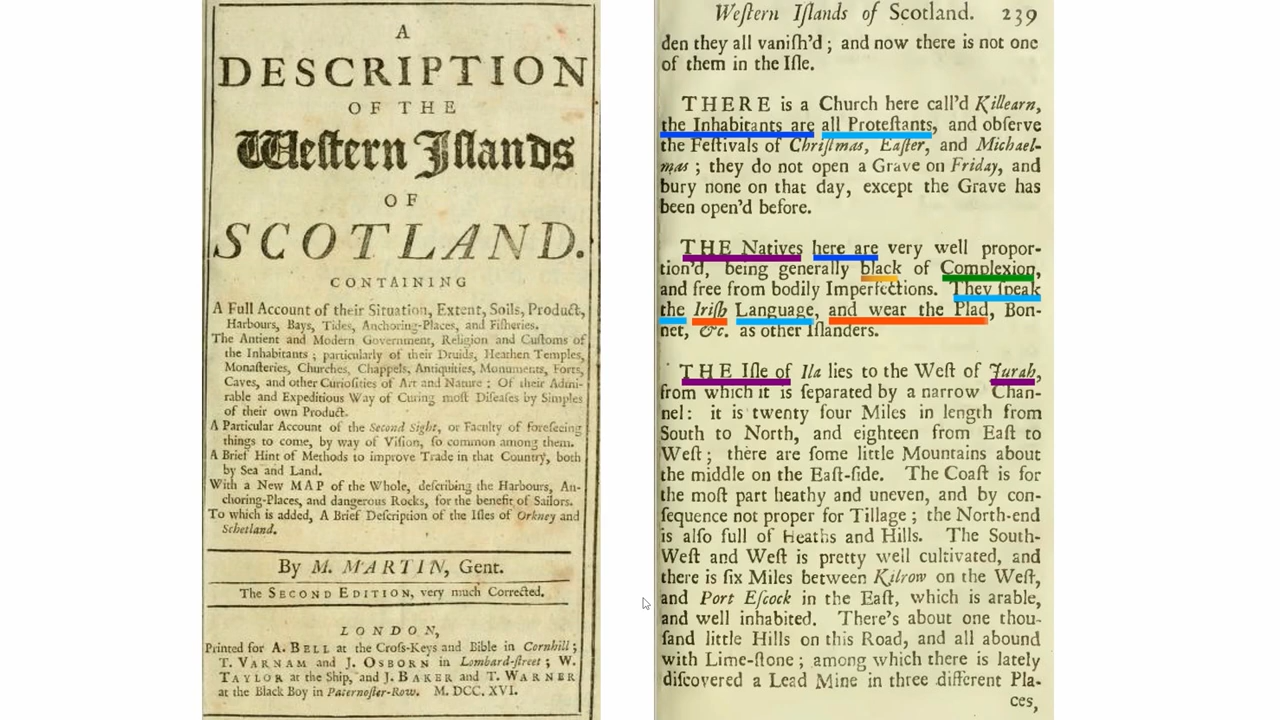 A
DESCRIPTION
OF THE
Weſtern Iſlands
OF
SCOTLAND.
CONTAINING
A Full Account of their Situation, Extent, Soils, Product,
Harbours, Bays, Tides, Anchoring-Places, and Fiſheries.
The Antient and Modern Government, Religion and Cuſtoms of
the Inhabitants ; particularly of their Druids, Heathen Temples,
Monaſteries, Churches, Chappels, Antiquities, Monuments, Forts,
Caves, and other Curioſities of Art and Nature : Of their Admi-
rable and Expeditious Way of Curing moſt Diſeaſes by Simples
of their own Product.
A Particular Account of the Second Sight, or Faculty of foreſeeing
things to come, by way of Viſion, ſo common among them.
A Brief Hint of Methods to improve Trade in that Country, both
by Sea and Land.
With a New MAP of the Whole, deſcribing the Harbours, An-
choring-Places, and dangerous Rocks, for the benefit of Sailors.
To which is added, A Brief Deſcription of the Iſles of Orkney and
Schetland.
By M. MARTIN, Gent.
The SECOND EDITION, very much Corrected.
LONDON,
Printed for A. BELL at the Croſs-Keys and Bible in Cornhill ;
T. VARNAM and J. OSBORN in Lombard-ſtreet ; W.
TAYLOR at the Ship, and J. BAKER and T. WARNER
at the Black Boy in Paternoſter-Row. M. DCC. XVI.
Weſtern Iſlands of Scotland. 239
den they all vaniſh'd ; and now there is not one
of them in the Iſle.
THERE is a Church here call'd Killearn,
the Inhabitants are all Proteſtants, and obſerve
the Feſtivals of Chriſtmas, Eaſter, and Michael-
mas ; they do not open a Grave on Friday, and
bury none on that day, except the Grave has
been open'd before.
THE Natives here are very well propor-
tion'd, being generally black of Complexion,
and free from bodily Imperfections. They ſpeak
the Iriſh Language, and wear the Plad, Bon-
net, &c. as other Iſlanders.
THE Iſle of Ila lies to the Weſt of Jurah,
from which it is ſeparated by a narrow Chan-
nel : it is twenty four Miles in length from
South to North, and eighteen from Eaſt to
Weſt ; there are ſome little Mountains about
the middle on the Eaſt-ſide. The Coaſt is for
the moſt part heathy and uneven, and by con-
ſequence not proper for Tillage ; the North-end
is alſo full of Heaths and Hills. The South-
Weſt and Weſt is pretty well cultivated, and
there is ſix Miles between Kilrow on the Weſt,
and Port Eſcock in the Eaſt, which is arable,
and well inhabited. There's about one thou-
ſand little Hills on this Road, and all abound
with Lime-ſtone ; among which there is lately
diſcovered a Lead Mine in three different Pla-
ces,